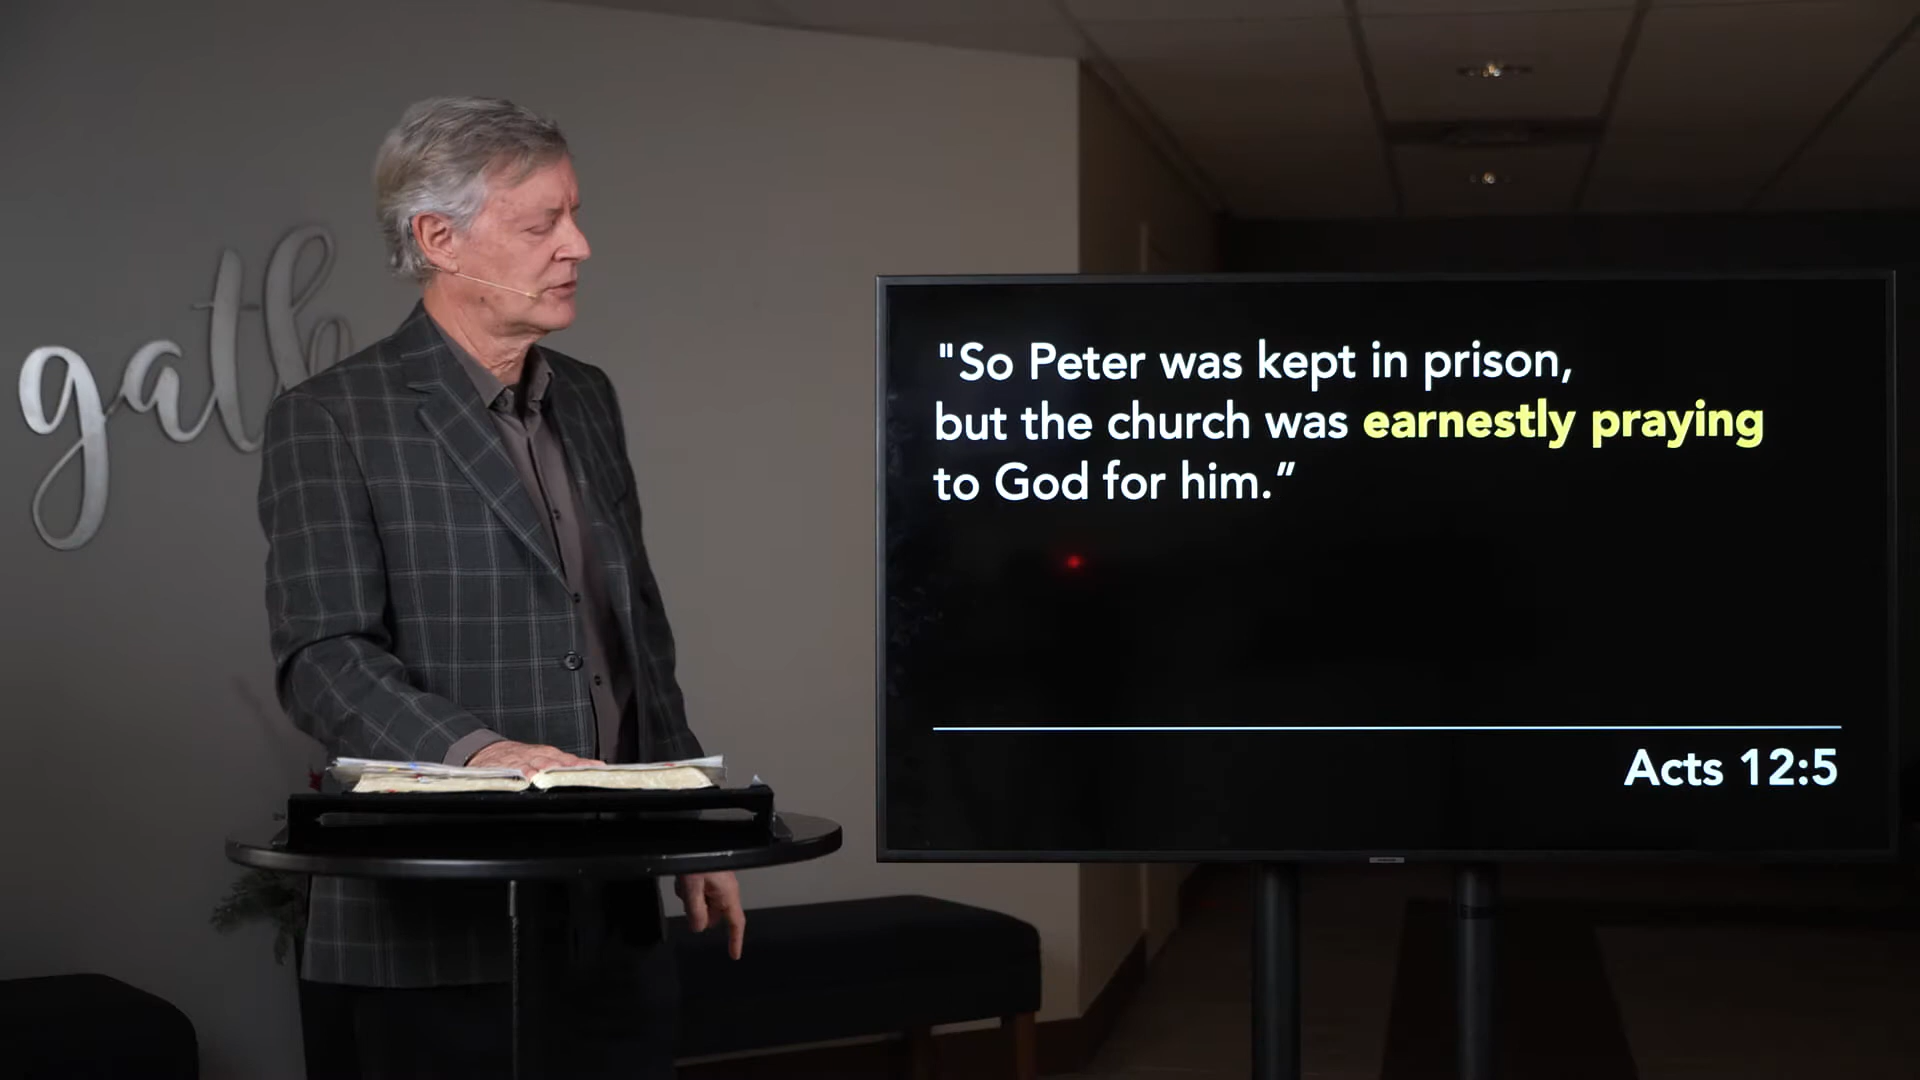 gath
"So Peter was kept in prison,
but the church was earnestly praying
to God for him.”
Acts 12:5